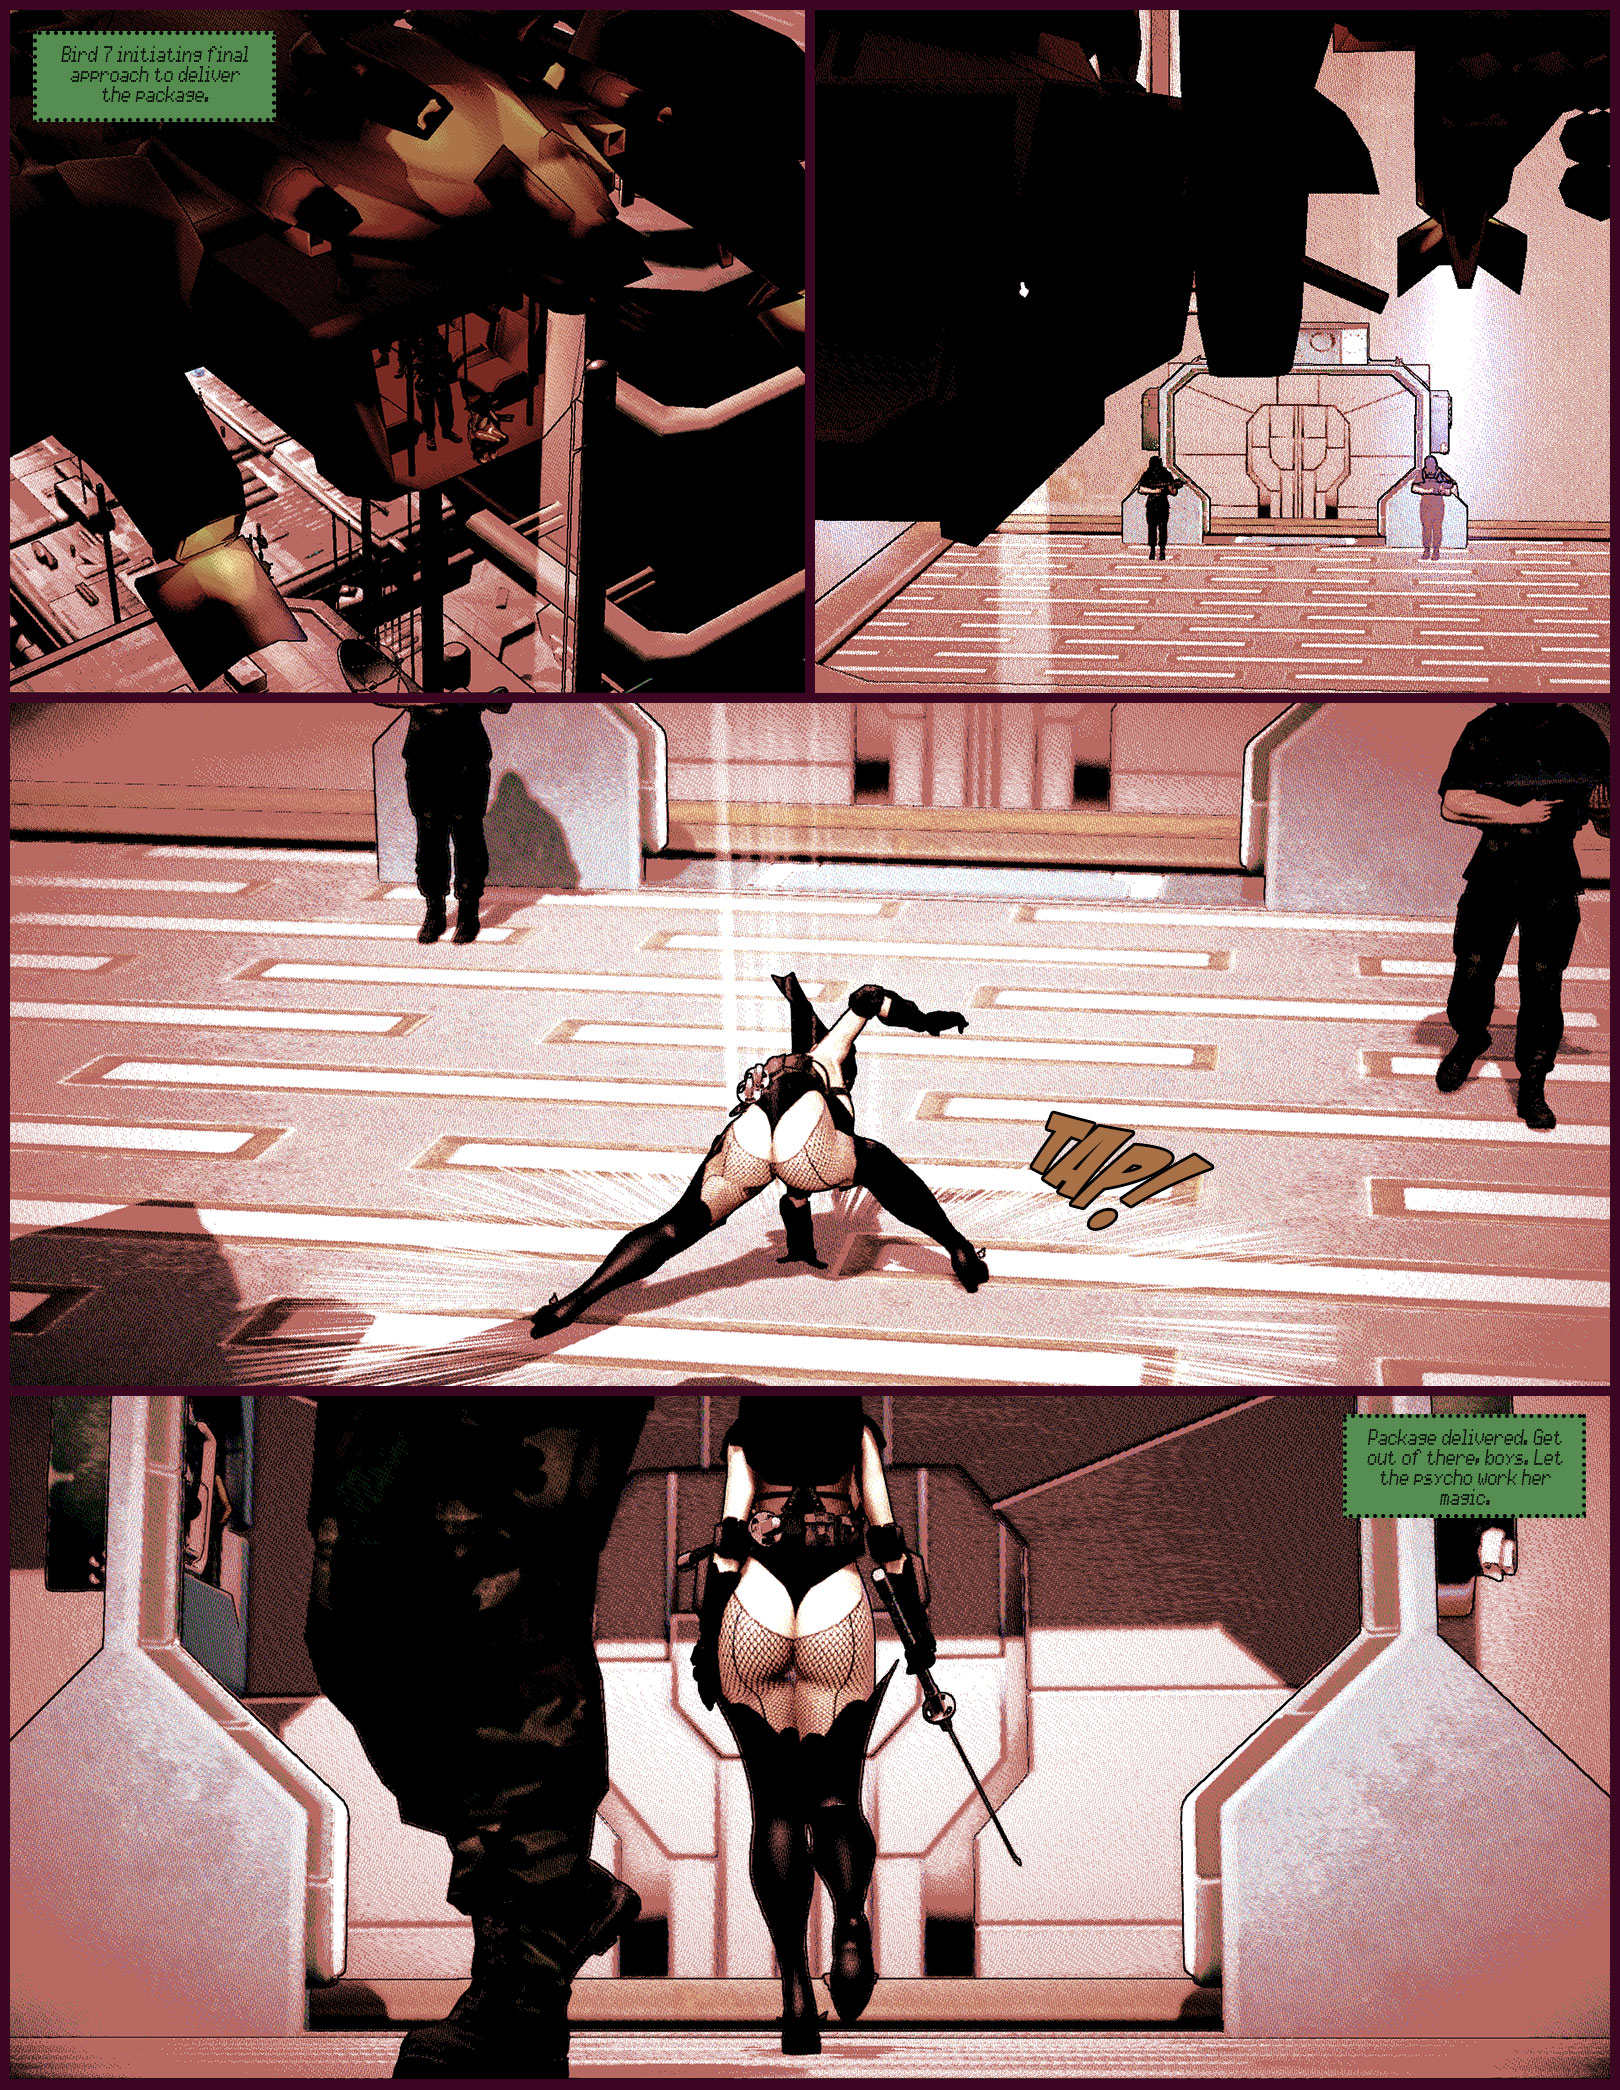 Bird 7 initiating final
approach to deliver
the package.
TAP!
Package delivered. Get
out of there, boys. Let
the psycho work her
magic.